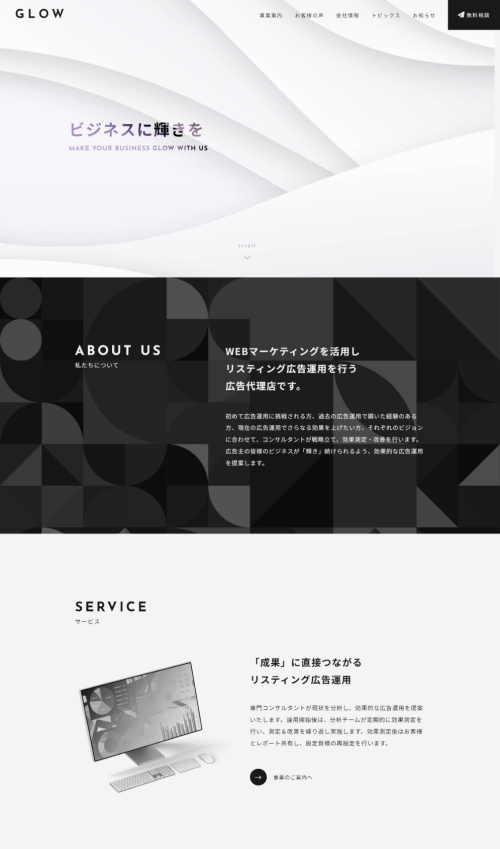 GLOW
事業案内 お客様の声 会社情報 トピックス お知らせ 無料相談
ビジネスに輝きを
MAKE YOUR BUSINESS GLOW WITH US
scroll
ABOUT US
私たちについて
WEBマーケティングを活用し
リスティング広告運用を行う
広告代理店です。
初めて広告運用に挑戦される方、過去の広告運用で躓いた経験のある
方、現在の広告運用でさらなる効果を上げたい方、それぞれのビジョン
に合わせて、コンサルタントが戦略立て、効果測定・改善を行います。
広告主の皆様のビジネスが「輝き」続けられるよう、効果的な広告運用
を提案します。
SERVICE
サービス
「成果」に直接つながる
リスティング広告運用
専門コンサルタントが現状を分析し、効果的な広告運用を提案
いたします。運用開始後は、分析チームが定期的に効果測定を
行い、測定&改善を繰り返し実施します。効果測定後はお客様
とレポート共有し、設定目標の再設定を行います。
事業のご案内へ